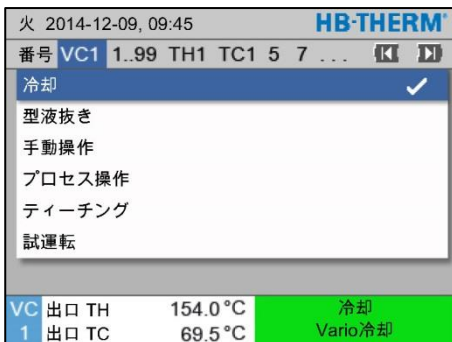 火 2014-12-09, 09:45 HB-THERM®
番号 VC1 1..99 TH1 TC1 5 7 ...
冷却
型液抜き
手動操作
プロセス操作
ティーチング
試運転
VC 出口 TH 154.0 °C 冷却
1 出口 TC 69.5 °C Vario冷却